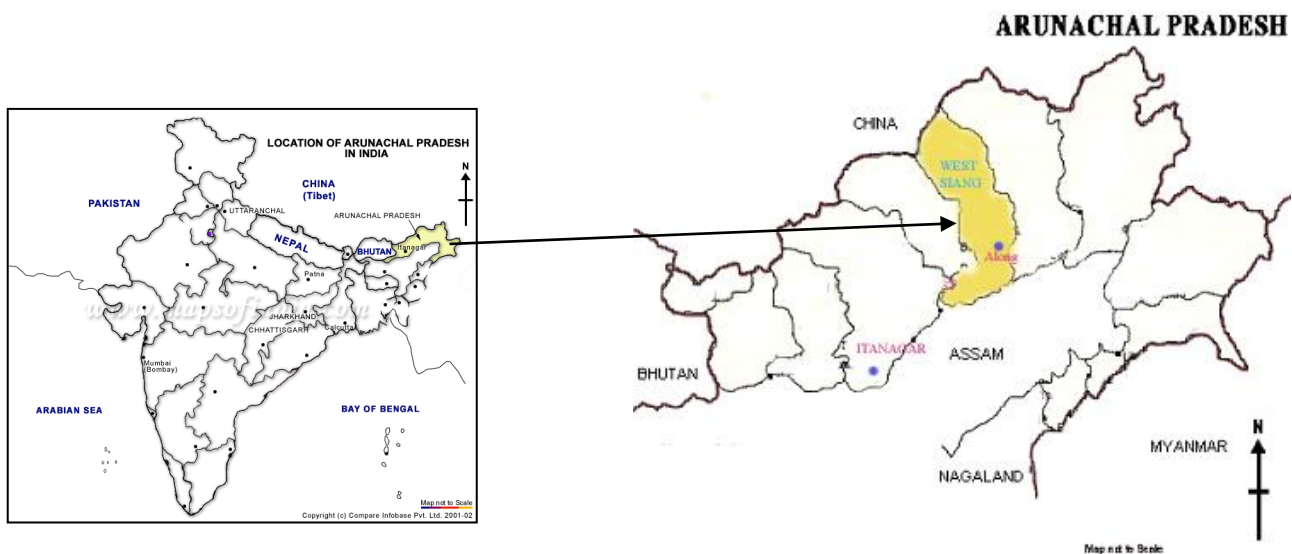 ARUNACHAL PRADESH
LOCATION OF ARUNACHAL PRADESH
IN INDIA
N
CHINA
(Tibet)
PAKISTAN
UTTARANCHAL
ARUNACHAL PRADESH
NEPAL
BHUTAN
Itanagar
Patna
JHARKHAND
CHHATTISGARH
Calcutta
Mumbai
(Bombay)
ARABIAN SEA
BAY OF BENGAL
Map not to Scale
Copyright (c) Compare Infobase Pvt. Ltd. 2001-02
CHINA
WEST
SIANG
Along
ITANAGAR
ASSAM
BHUTAN
N
MYANMAR
NAGALAND
Map not to Scale